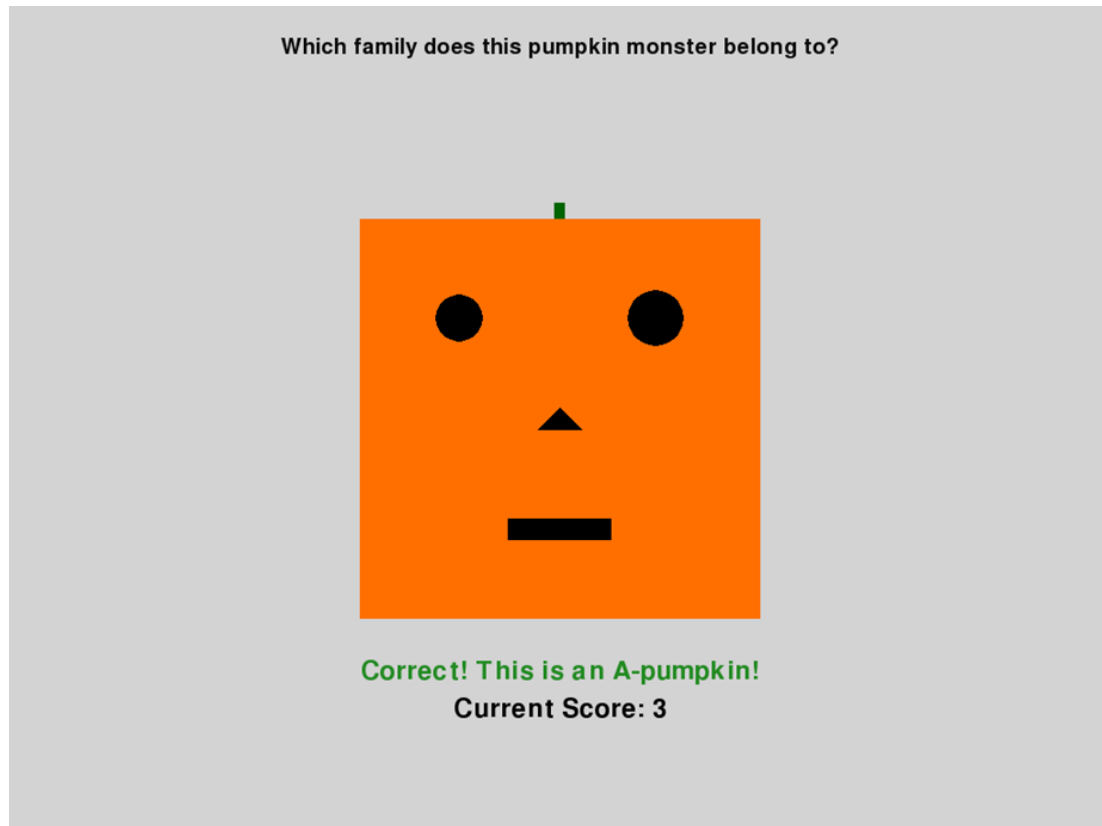 Which family does this pumpkin monster belong to?
Correct! This is an A-pumpkin!
Current Score: 3